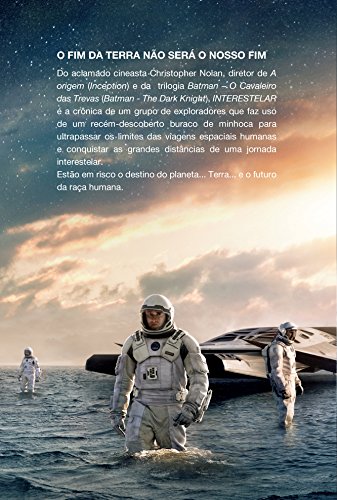 O FIM DA TERRA NÃO SERÁ O NOSSO FIM
Do aclamado cineasta Christopher Nolan, diretor de A
origem (Inception) e da trilogia Batman – O Cavaleiro
das Trevas (Batman - The Dark Knight), INTERESTELAR
é a crônica de um grupo de exploradores que faz uso
de um recém-descoberto buraco de minhoca para
ultrapassar os limites das viagens espaciais humanas
e conquistar as grandes distâncias de uma jornada
interestelar.
Estão em risco o destino do planeta... Terra... e o futuro
da raça humana.